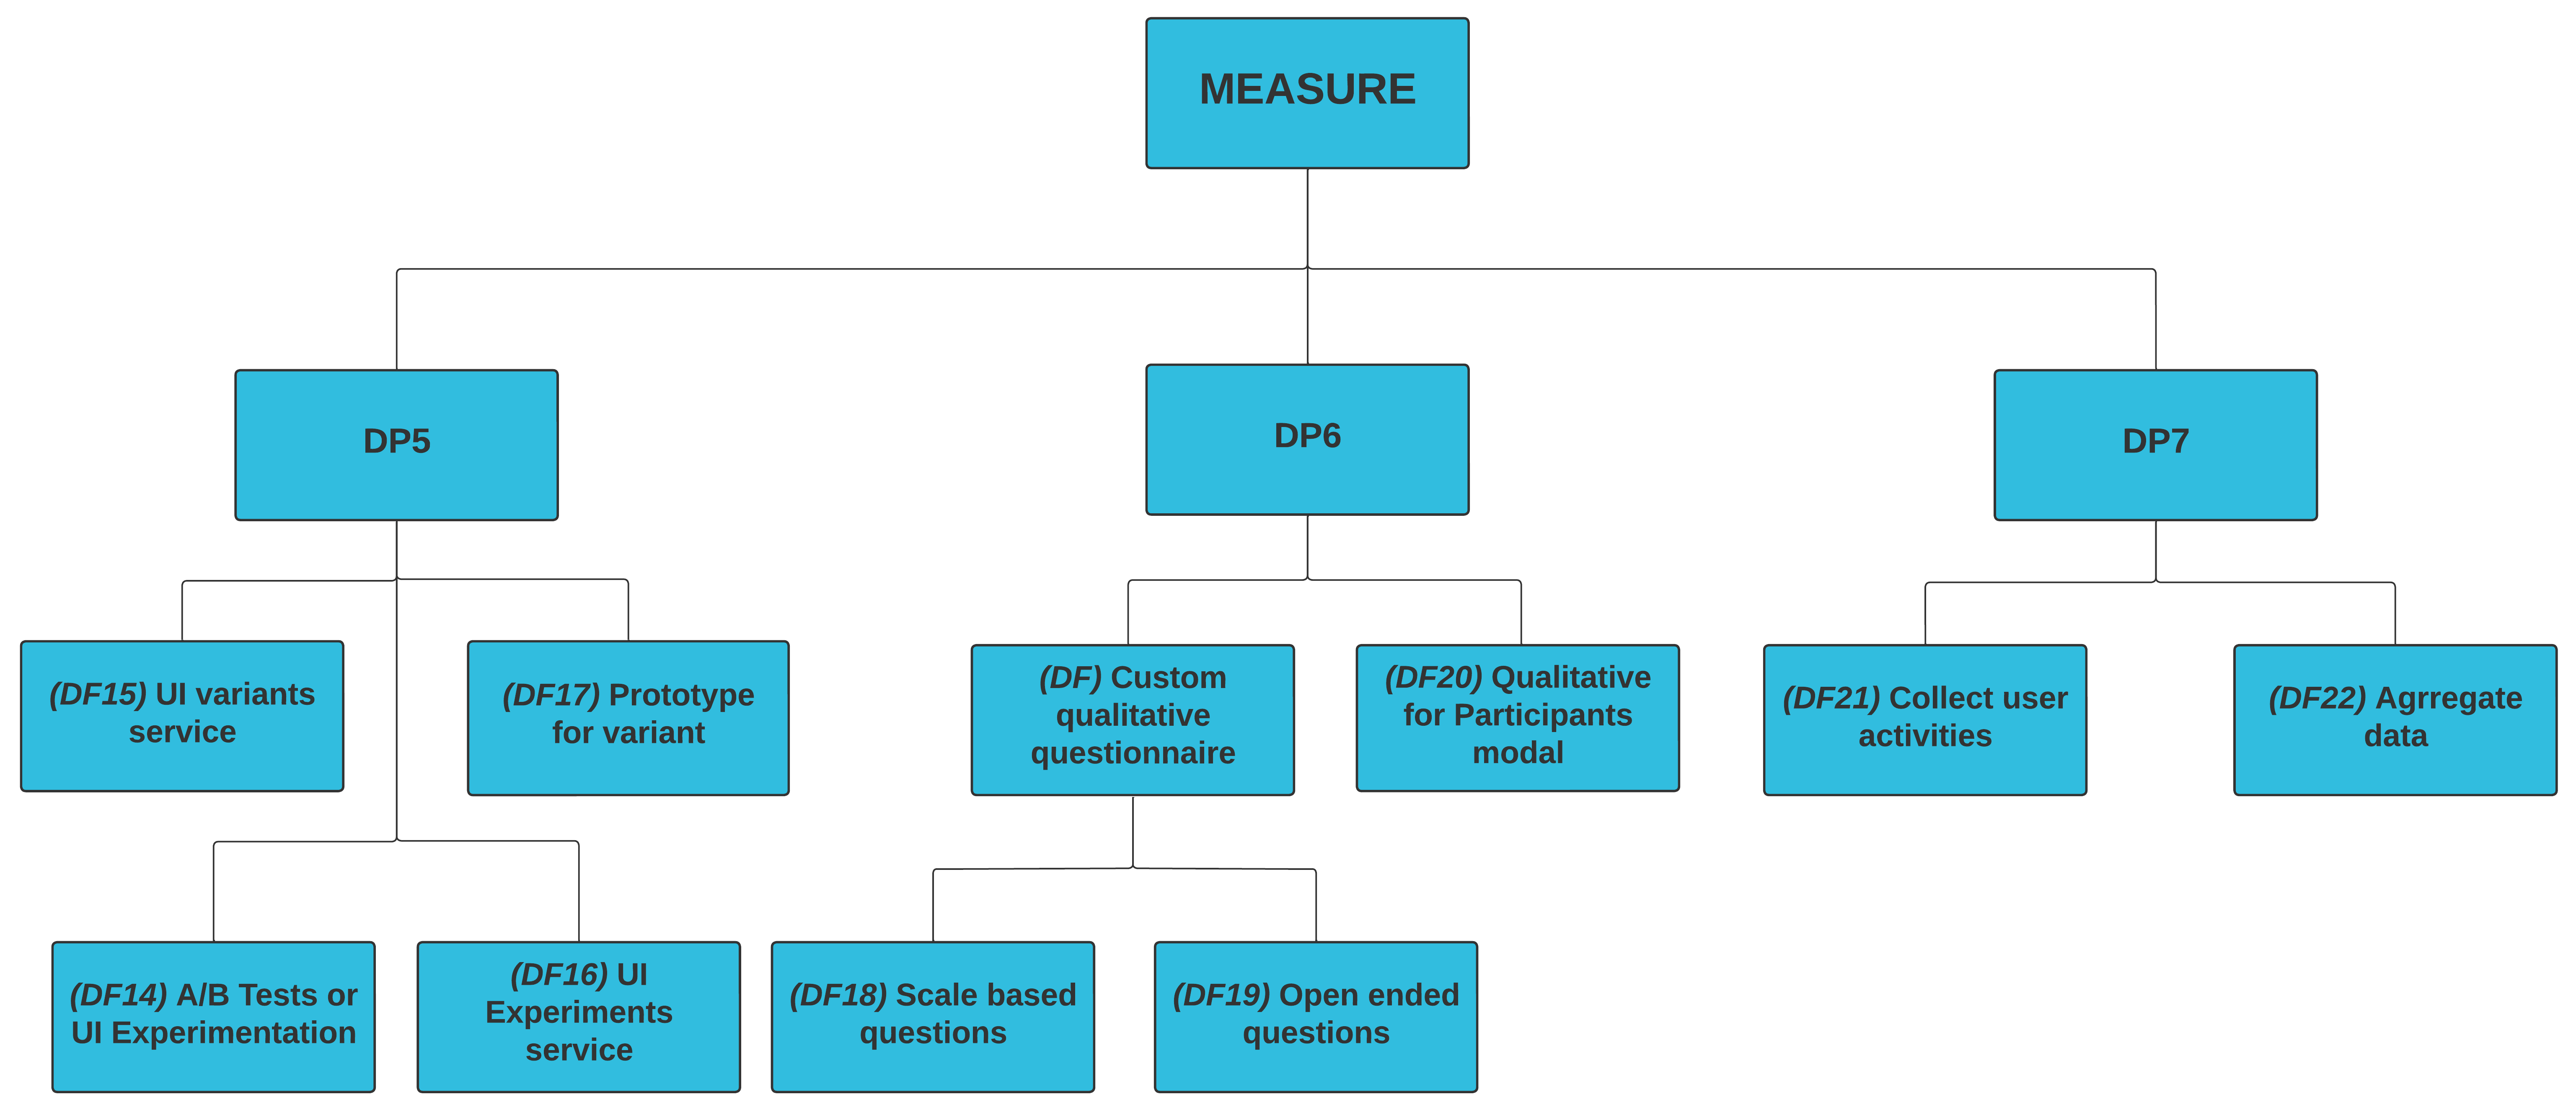 MEASURE
DP5
DP6
DP7
(DF15) UI variants
service
(DF17) Prototype
for variant
(DF) Custom
qualitative
questionnaire
(DF20) Qualitative
for Participants
modal
(DF21) Collect user
activities
(DF22) Agrregate
data
(DF14) A/B Tests or
UI Experimentation
(DF16) UI
Experiments
service
(DF18) Scale based
questions
(DF19) Open ended
questions